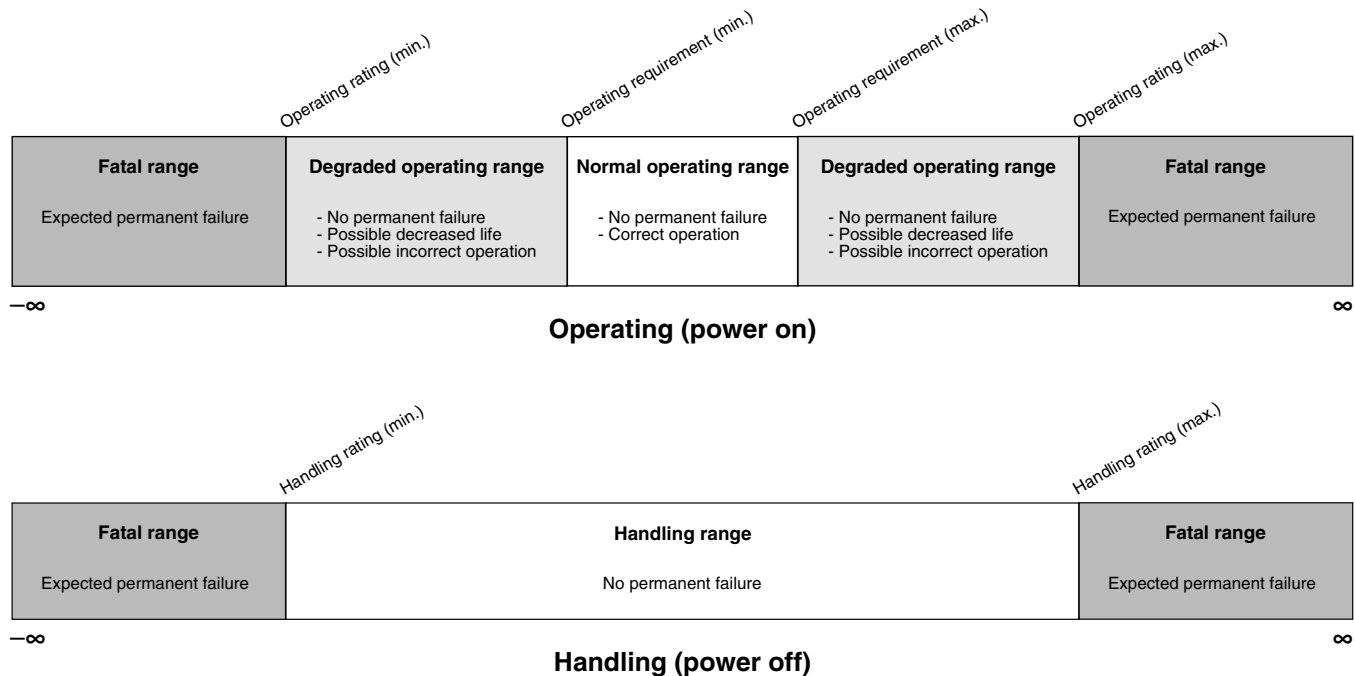 Operating rating (min.)
Operating requirement (min.)
Operating requirement (max.)
Operating rating (max.)
Fatal range
Expected permanent failure
Degraded operating range
- No permanent failure
- Possible decreased life
- Possible incorrect operation
Normal operating range
- No permanent failure
- Correct operation
Degraded operating range
- No permanent failure
- Possible decreased life
- Possible incorrect operation
Fatal range
Expected permanent failure
–∞
∞
Operating (power on)
Handling rating (min.)
Handling rating (max.)
Fatal range
Expected permanent failure
Handling range
No permanent failure
Fatal range
Expected permanent failure
–∞
∞
Handling (power off)